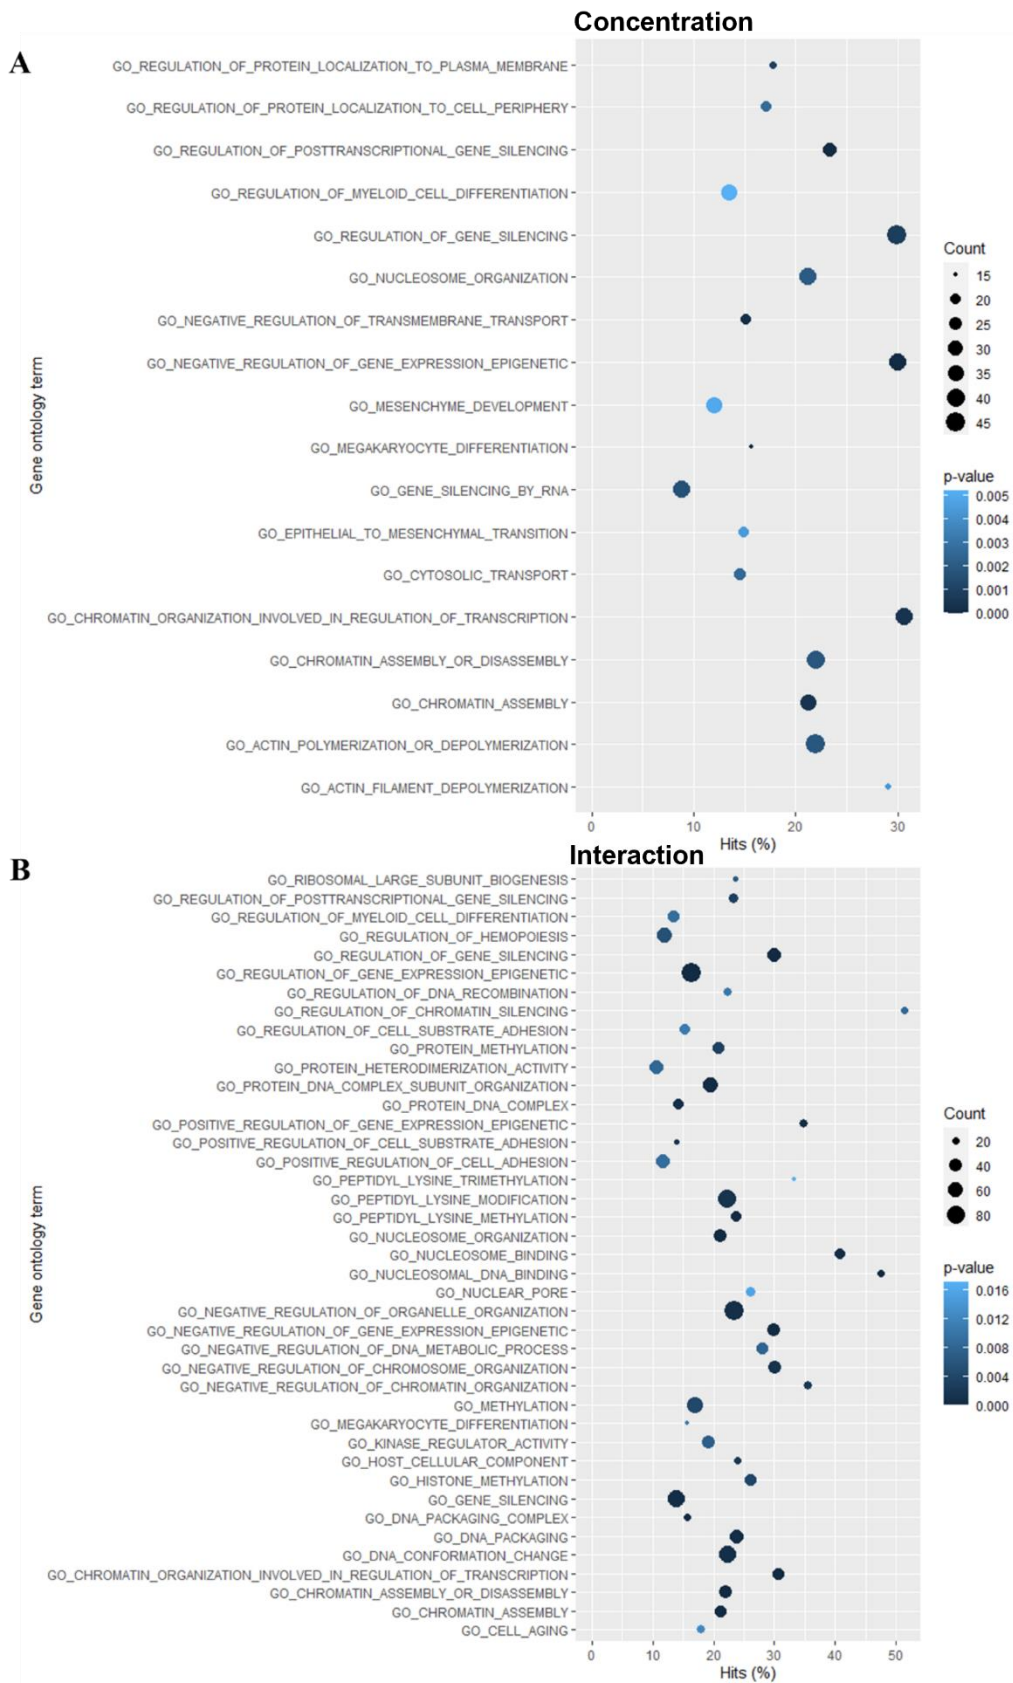 Concentration
A
GO_REGULATION_OF_PROTEIN_LOCALIZATION_TO_PLASMA_MEMBRANE
GO_REGULATION_OF_PROTEIN_LOCALIZATION_TO_CELL_PERIPHERY
GO_REGULATION_OF_POSTTRANSCRIPTIONAL_GENE_SILENCING
GO_REGULATION_OF_MYELOID_CELL_DIFFERENTIATION
GO_REGULATION_OF_GENE_SILENCING
GO_NUCLEOSOME_ORGANIZATION
GO_NEGATIVE_REGULATION_OF_TRANSMEMBRANE_TRANSPORT
GO_NEGATIVE_REGULATION_OF_GENE_EXPRESSION_EPIGENETIC
GO_MESENCHYME_DEVELOPMENT
GO_MEGAKARYOCYTE_DIFFERENTIATION
GO_GENE_SILENCING_BY_RNA
GO_EPITHELIAL_TO_MESENCHYMAL_TRANSITION
GO_CYTOSOLIC_TRANSPORT
GO_CHROMATIN_ORGANIZATION_INVOLVED_IN_REGULATION_OF_TRANSCRIPTION
GO_CHROMATIN_ASSEMBLY_OR_DISASSEMBLY
GO_CHROMATIN_ASSEMBLY
GO_ACTIN_POLYMERIZATION_OR_DEPOLYMERIZATION
GO_ACTIN_FILAMENT_DEPOLYMERIZATION
Gene ontology term
0 10 20 30
Hits (%)
Count
15
20
25
30
35
40
45
p-value
0.005
0.004
0.003
0.002
0.001
0.000
Interaction
B
GO_RIBOSOMAL_LARGE_SUBUNIT_BIOGENESIS
GO_REGULATION_OF_POSTTRANSCRIPTIONAL_GENE_SILENCING
GO_REGULATION_OF_MYELOID_CELL_DIFFERENTIATION
GO_REGULATION_OF_HEMOPOIESIS
GO_REGULATION_OF_GENE_SILENCING
GO_REGULATION_OF_GENE_EXPRESSION_EPIGENETIC
GO_REGULATION_OF_DNA_RECOMBINATION
GO_REGULATION_OF_CHROMATIN_SILENCING
GO_REGULATION_OF_CELL_SUBSTRATE_ADHESION
GO_PROTEIN_METHYLATION
GO_PROTEIN_HETERODIMERIZATION_ACTIVITY
GO_PROTEIN_DNA_COMPLEX_SUBUNIT_ORGANIZATION
GO_PROTEIN_DNA_COMPLEX
GO_POSITIVE_REGULATION_OF_GENE_EXPRESSION_EPIGENETIC
GO_POSITIVE_REGULATION_OF_CELL_SUBSTRATE_ADHESION
GO_POSITIVE_REGULATION_OF_CELL_ADHESION
GO_PEPTIDYL_LYSINE_TRIMETHYLATION
GO_PEPTIDYL_LYSINE_MODIFICATION
GO_PEPTIDYL_LYSINE_METHYLATION
GO_NUCLEOSOME_ORGANIZATION
GO_NUCLEOSOME_BINDING
GO_NUCLEOSOMAL_DNA_BINDING
GO_NUCLEAR_PORE
GO_NEGATIVE_REGULATION_OF_ORGANELLE_ORGANIZATION
GO_NEGATIVE_REGULATION_OF_GENE_EXPRESSION_EPIGENETIC
GO_NEGATIVE_REGULATION_OF_DNA_METABOLIC_PROCESS
GO_NEGATIVE_REGULATION_OF_CHROMOSOME_ORGANIZATION
GO_NEGATIVE_REGULATION_OF_CHROMATIN_ORGANIZATION
GO_METHYLATION
GO_MEGAKARYOCYTE_DIFFERENTIATION
GO_KINASE_REGULATOR_ACTIVITY
GO_HOST_CELLULAR_COMPONENT
GO_HISTONE_METHYLATION
GO_GENE_SILENCING
GO_DNA_PACKAGING_COMPLEX
GO_DNA_PACKAGING
GO_DNA_CONFORMATION_CHANGE
GO_CHROMATIN_ORGANIZATION_INVOLVED_IN_REGULATION_OF_TRANSCRIPTION
GO_CHROMATIN_ASSEMBLY_OR_DISASSEMBLY
GO_CHROMATIN_ASSEMBLY
GO_CELL_AGING
Gene ontology term
0 10 20 30 40 50
Hits (%)
Count
20
40
60
80
p-value
0.016
0.012
0.008
0.004
0.000